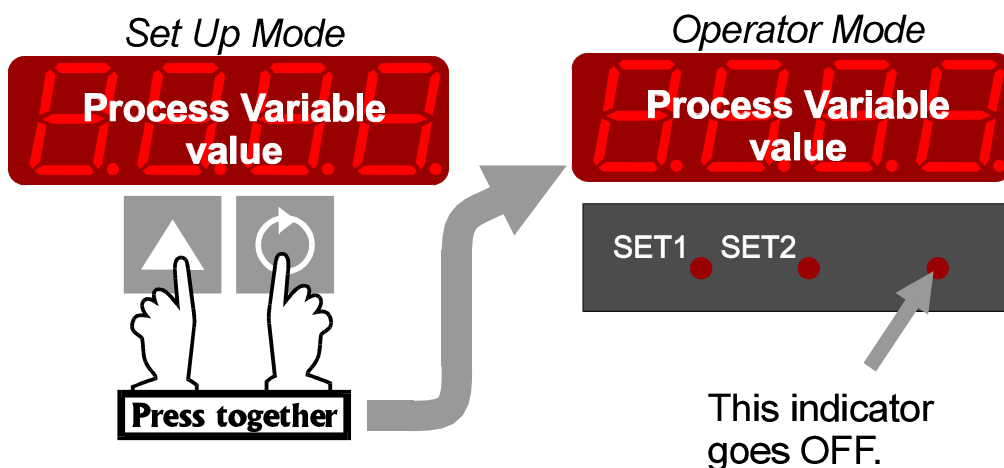 Set Up Mode
Process Variable
value
Press together
Operator Mode
Process Variable
value
SET1 SET2
This indicator
goes OFF.